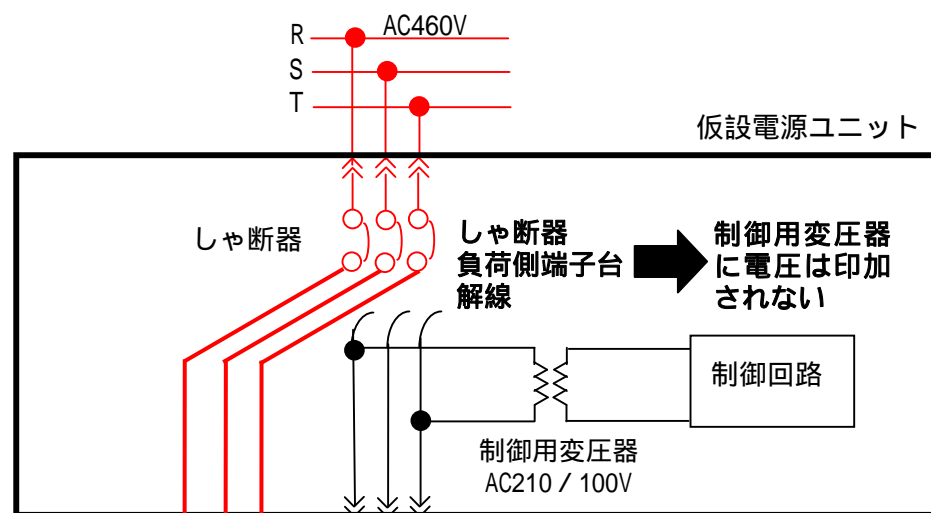 R
AC460V
S
T
仮設電源ユニット
しゃ断器
しゃ断器
負荷側端子台
解線
制御用変圧器
に電圧は印加
されない
制御回路
制御用変圧器
AC210 / 100V